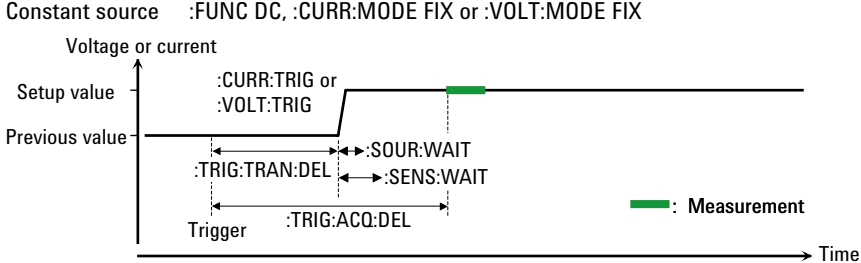 Constant source :FUNC DC, :CURR:MODE FIX or :VOLT:MODE FIX
Voltage or current
Setup value
:CURR:TRIG or
:VOLT:TRIG
Previous value
:SOUR:WAIT
:TRIG:TRAN:DEL
:SENS:WAIT
: Measurement
Trigger
:TRIG:ACQ:DEL
Time